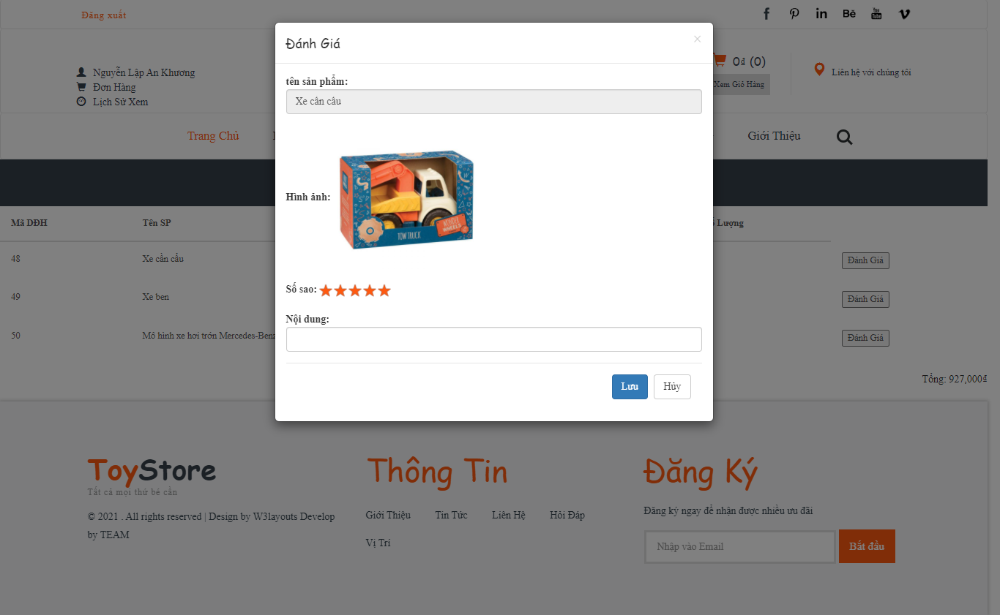 Đăng xuất
Nguyễn Lập An Khương
Đơn Hàng
Lịch Sử Xem
0₫ (0)
Xem Giỏ Hàng
Liên hệ với chúng tôi
Trang Chủ
Giới Thiệu
Đánh Giá
×
tên sản phẩm:
Xe cần cẩu
Hình ảnh:
WONDER WHEELS
TOW TRUCK
Số sao:
Nội dung:
Lưu Hủy
Mã DĐH Tên SP Lượng
48 Xe cần cẩu Đánh Giá
49 Xe ben Đánh Giá
50 Mô hình xe hơi trớn Mercedes-Benz Đánh Giá
Tổng: 927,000₫
ToyStore
Tất cả mọi thứ bé cần
© 2021 . All rights reserved | Design by W3layouts Develop
by TEAM
Thông Tin
Giới Thiệu Tin Tức Liên Hệ Hỏi Đáp
Vị Trí
Đăng Ký
Đăng ký ngay để nhận được nhiều ưu đãi
Nhập vào Email
Bắt đầu